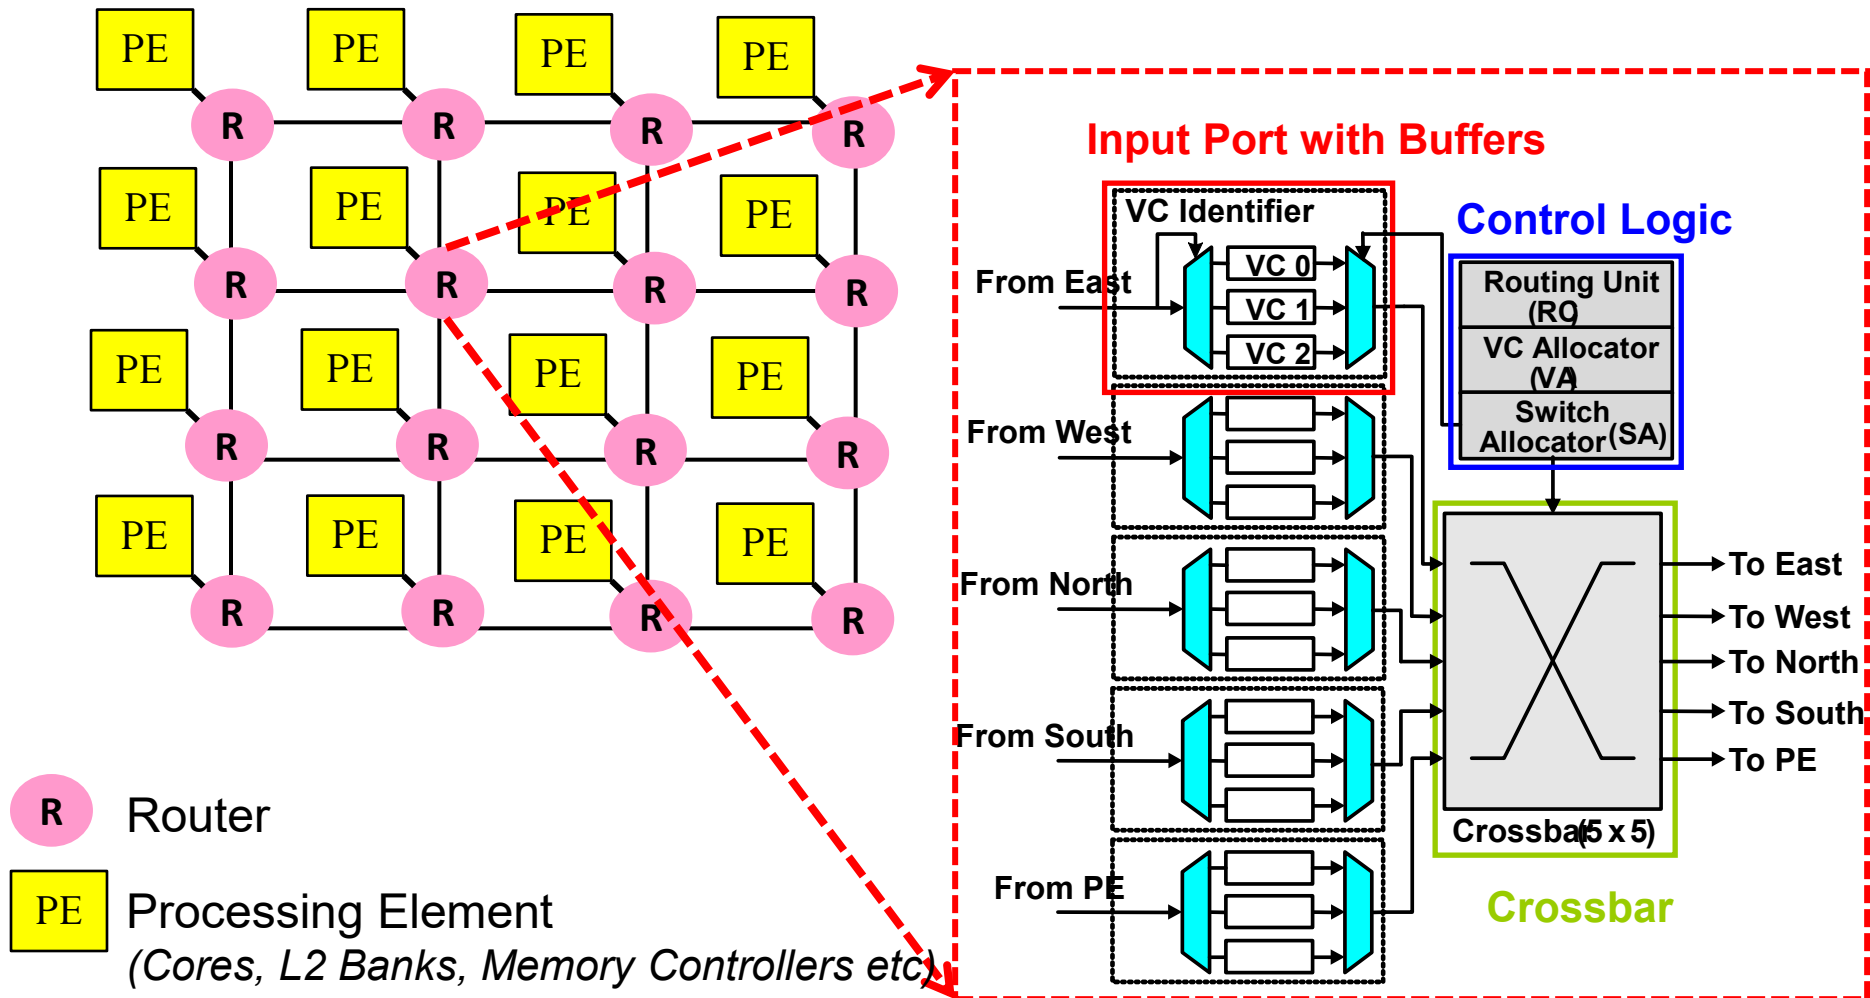 PE PE PE PE
R R R R
PE PE PE PE
R R R R
PE PE PE PE
R R R R
PE PE PE PE
R R R R
R Router
PE Processing Element
(Cores, L2 Banks, Memory Controllers etc)
Input Port with Buffers
VC Identifier
From East
VC 0
VC 1
VC 2
From West
From North
From South
From PE
Control Logic
Routing Unit
(RC)
VC Allocator
(VA)
Switch
Allocator (SA)
To East
To West
To North
To South
To PE
Crossbar (5 x 5)
Crossbar